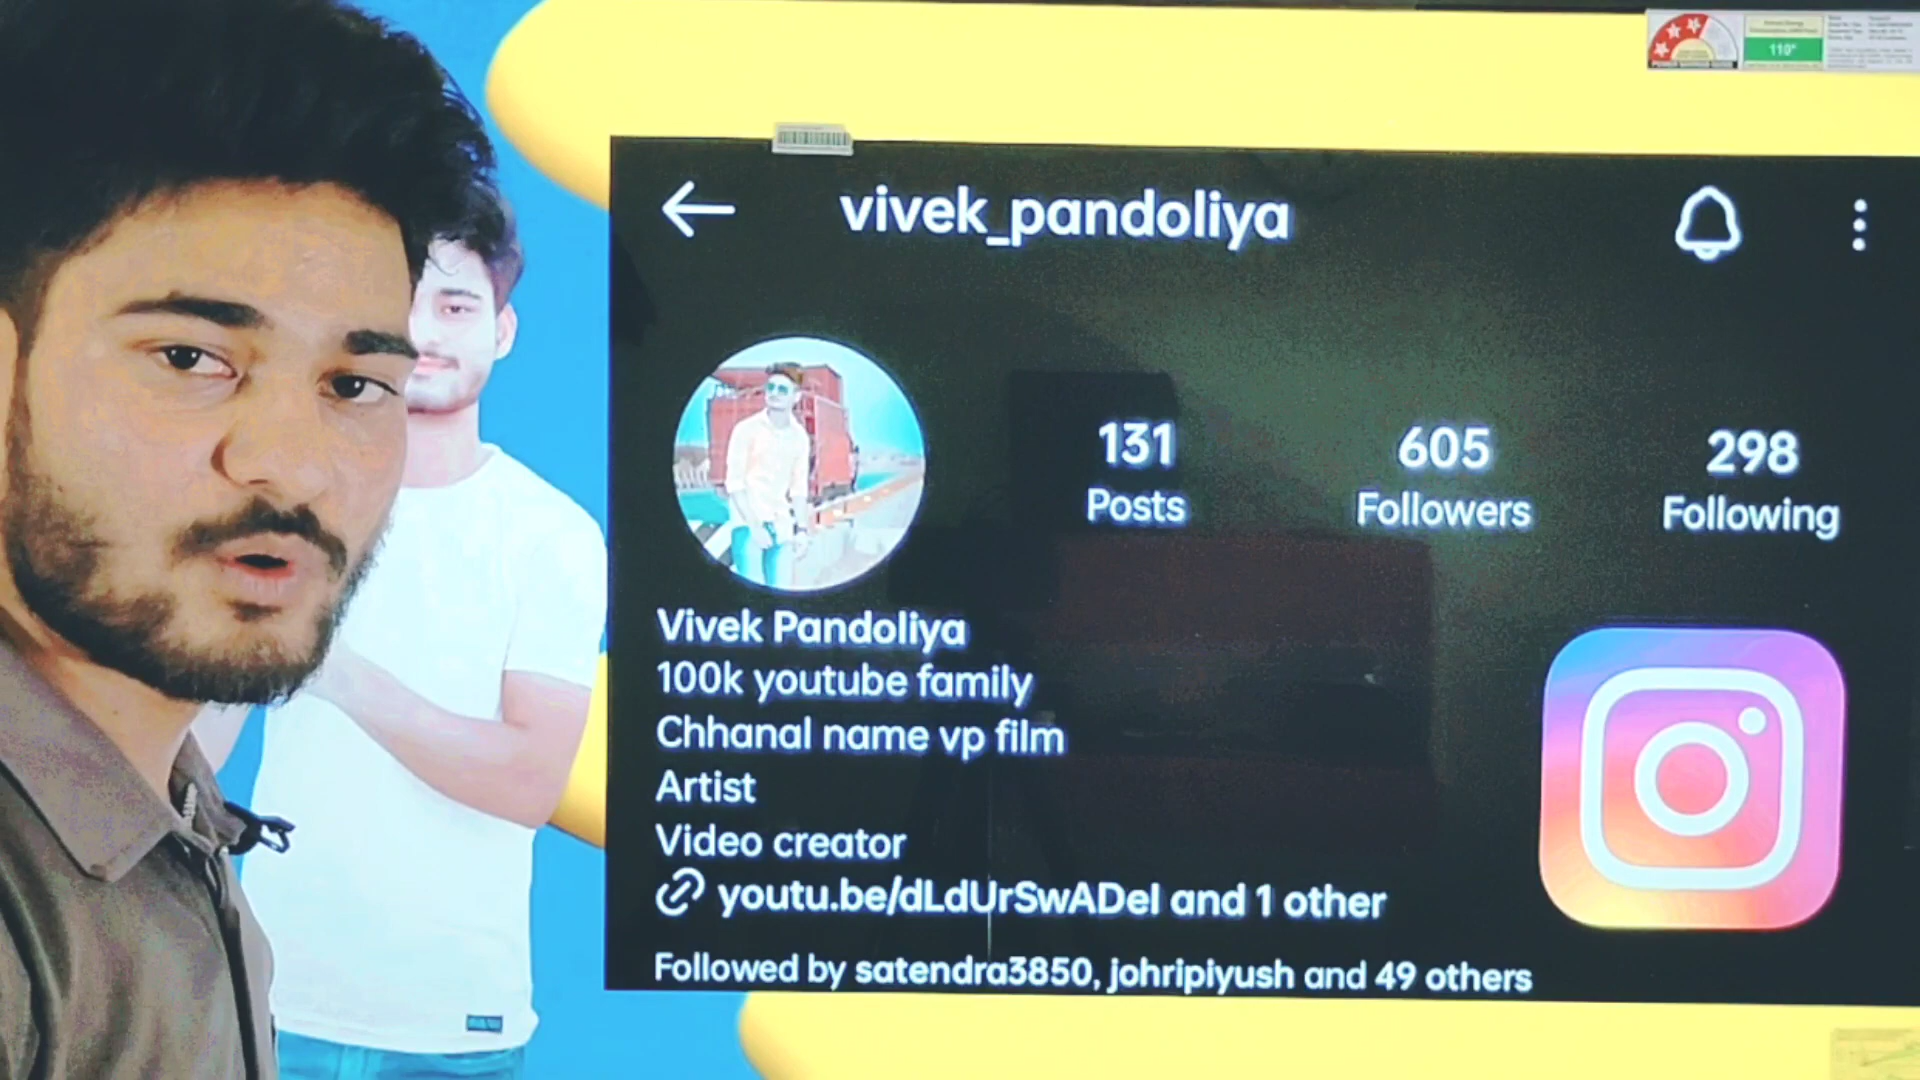 vivek_pandoliya
131
Posts
605
Followers
298
Following
Vivek Pandoliya
100k youtube family
Chhanal name vp film
Artist
Video creator
youtu.be/dLdUrSwADeI and 1 other
Followed by satendra3850, johripiyush and 49 others
110*